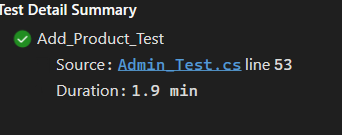 Test Detail Summary
Add_Product_Test
Source: Admin_Test.cs line 53
Duration: 1.9 min